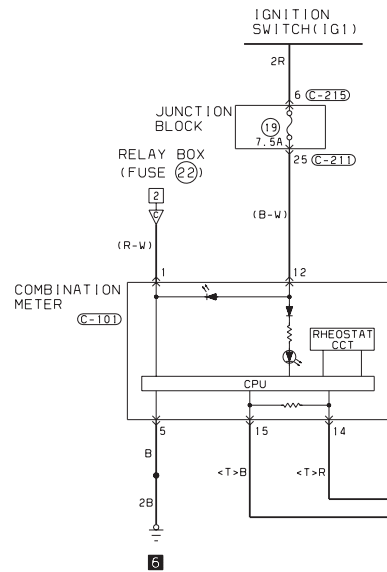 IGNITION
SWITCH(IG1)
2R
6 C-215
JUNCTION
BLOCK
19
7.5A
25 C-211
RELAY BOX
(FUSE 22)
2
C
(B-W)
(R-W)
1
12
COMBINATION
METER
C-101
RHEOSTAT
CCT
CPU
5
15
14
B
<T>B
<T>R
2B
6